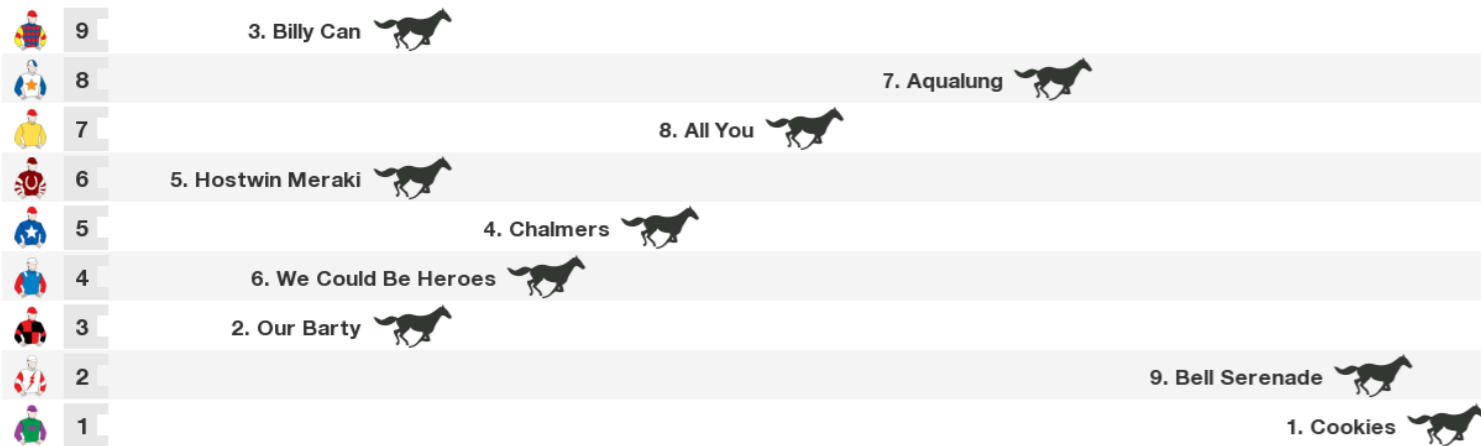 9 3. Billy Can
8 7. Aqualung
7 8. All You
6 5. Hostwin Meraki
5 4. Chalmers
4 6. We Could Be Heroes
3 2. Our Barty
2 9. Bell Serenade
1 1. Cookies